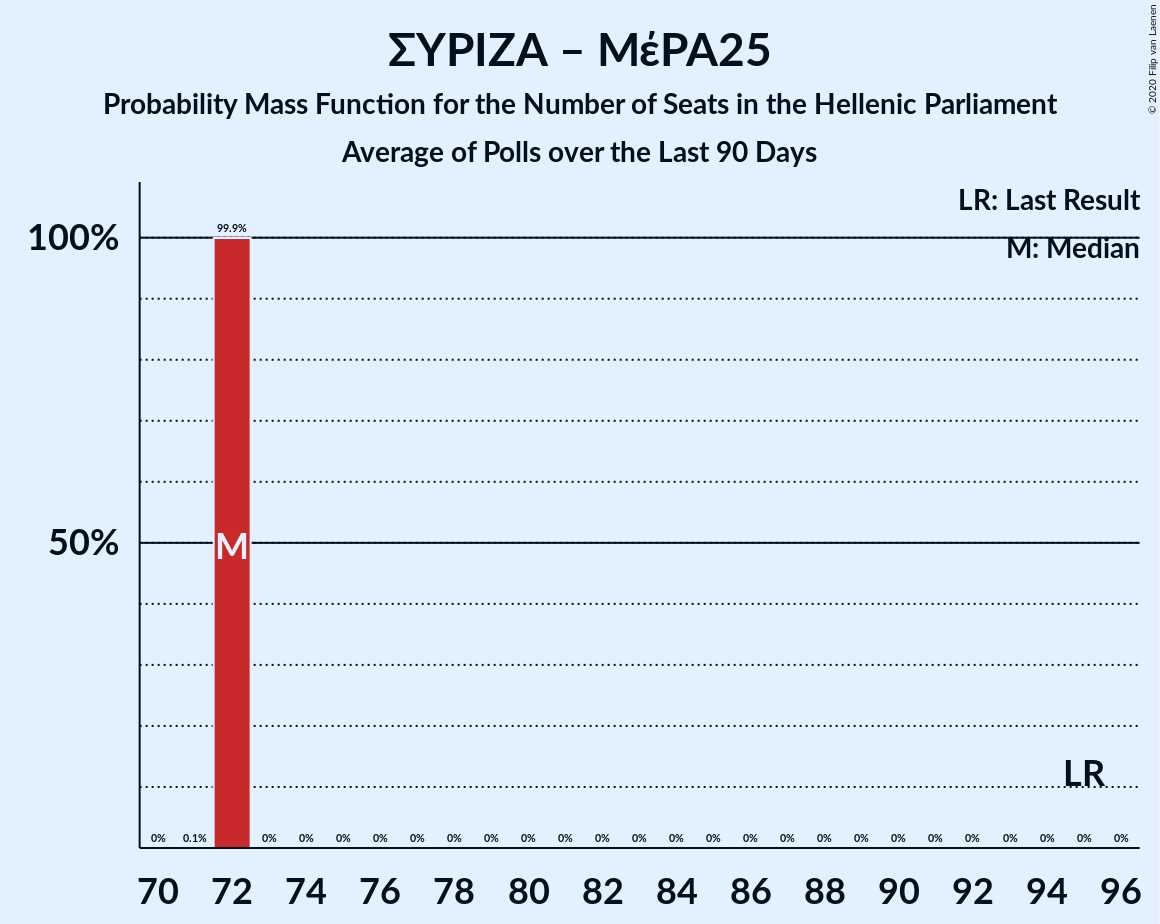 ΣΥΡΙΖΑ – ΜέΡΑ25
Probability Mass Function for the Number of Seats in the Hellenic Parliament
Average of Polls over the Last 90 Days
© 2020 Filip van Laenen
LR: Last Result
M: Median
100%
50%
99.9%
M
LR
0% 0.1% 0% 0% 0% 0% 0% 0% 0% 0% 0% 0% 0% 0% 0% 0% 0% 0% 0% 0% 0% 0% 0% 0% 0% 0%
70 72 74 76 78 80 82 84 86 88 90 92 94 96